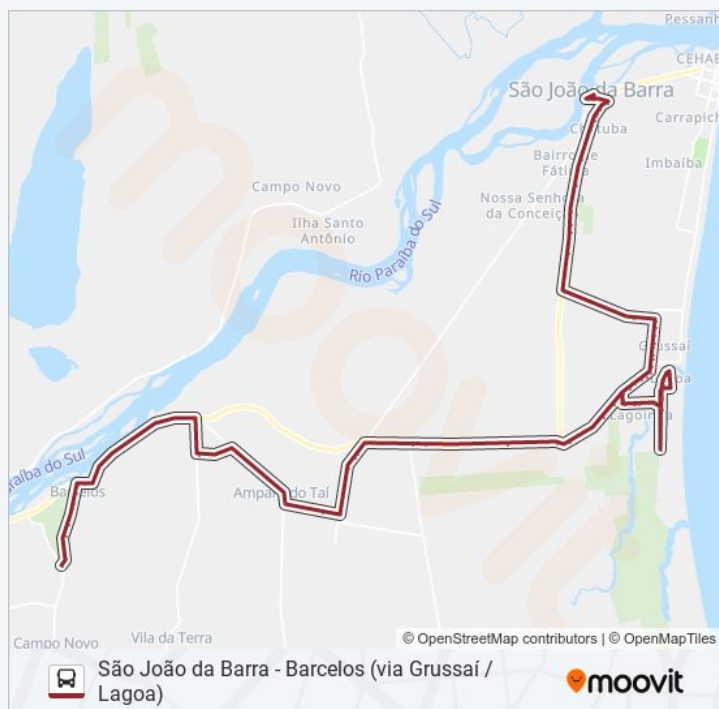 Pessanh
CEHAB
São João da Barra
Chatuba
Carrapich
Bairro de
Fátima
Imbaíba
Campo Novo
Nossa Senhora
da Conceição
Ilha Santo
Antônio
Rio Paraíba do Sul
Grussaí
Lagoa
Lagoinha
Paraíba do Sul
Barcelos
Amparo do Taí
moovit
Campo Novo
Vila da Terra
© OpenStreetMap contributors | © OpenMapTiles
São João da Barra - Barcelos (via Grussaí /
Lagoa)
moovit